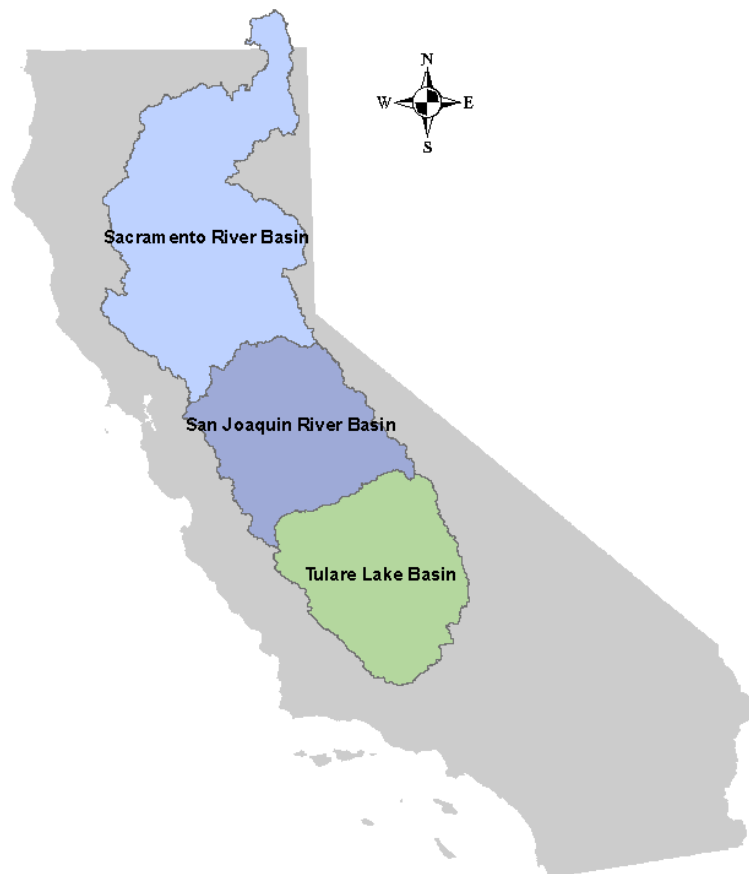 N
W E
S
Sacramento River Basin
San Joaquin River Basin
Tulare Lake Basin